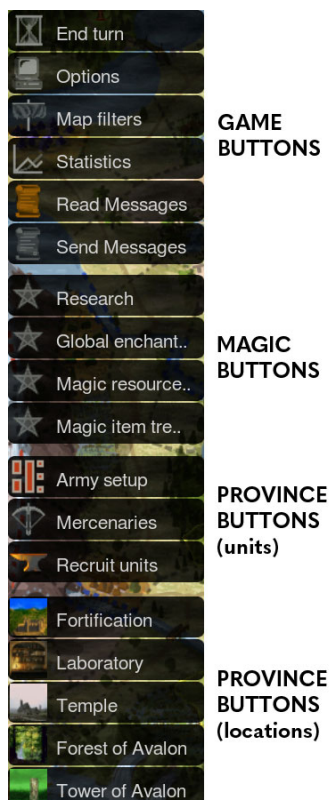 End turn
Options
Map filters
Statistics
Read Messages
Send Messages
GAME
BUTTONS
Research
Global enchant..
Magic resource..
Magic item tre..
MAGIC
BUTTONS
Army setup
Mercenaries
Recruit units
PROVINCE
BUTTONS
(units)
Fortification
Laboratory
Temple
Forest of Avalon
Tower of Avalon
PROVINCE
BUTTONS
(locations)